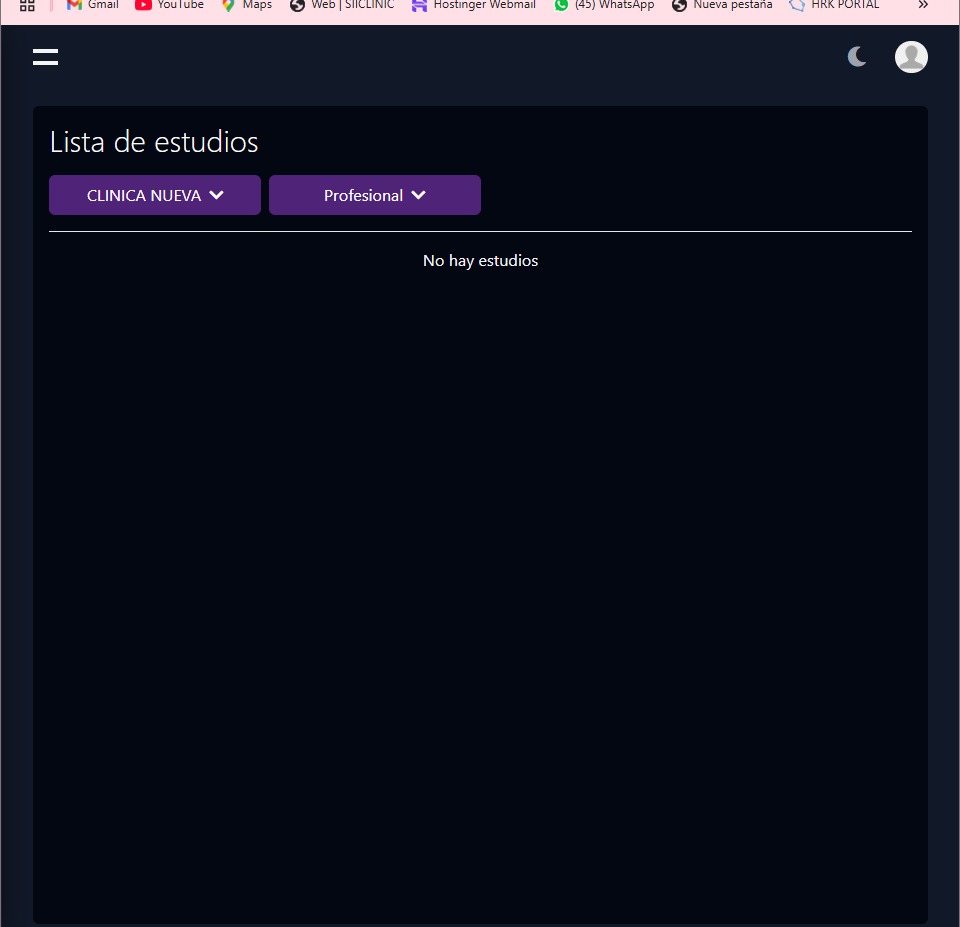 Gmail YouTube Maps Web | SIICLINIC Hostinger Webmail (45) WhatsApp Nueva pestaña HRK PORTAL »
Lista de estudios
CLINICA NUEVA Profesional
No hay estudios